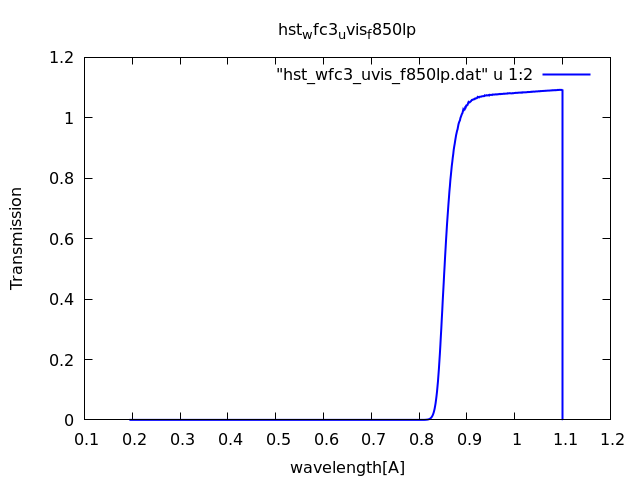 hstwfc3uvisf850lp
"hst_wfc3_uvis_f850lp.dat" u 1:2
Transmission
1.2
1
0.8
0.6
0.4
0.2
0
0.1 0.2 0.3 0.4 0.5 0.6 0.7 0.8 0.9 1 1.1 1.2
wavelength[A]